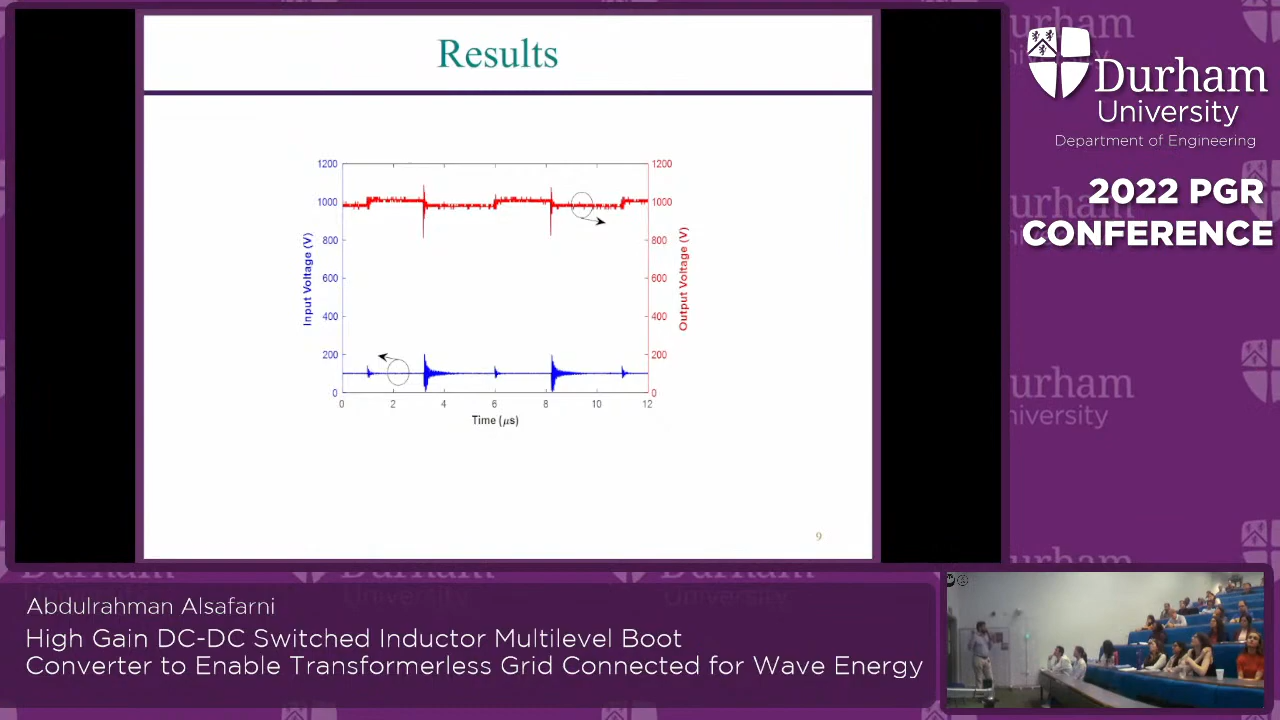 Results
1200
1000
800
600
400
200
0
Input Voltage (V)
1200
1000
800
600
400
200
0
Output Voltage (V)
0 2 4 6 8 10 12
Time (μs)
9
Durham
University
Department of Engineering
2022 PGR
CONFERENCE
Abdulrahman Alsafarni
High Gain DC-DC Switched Inductor Multilevel Boot
Converter to Enable Transformerless Grid Connected for Wave Energy